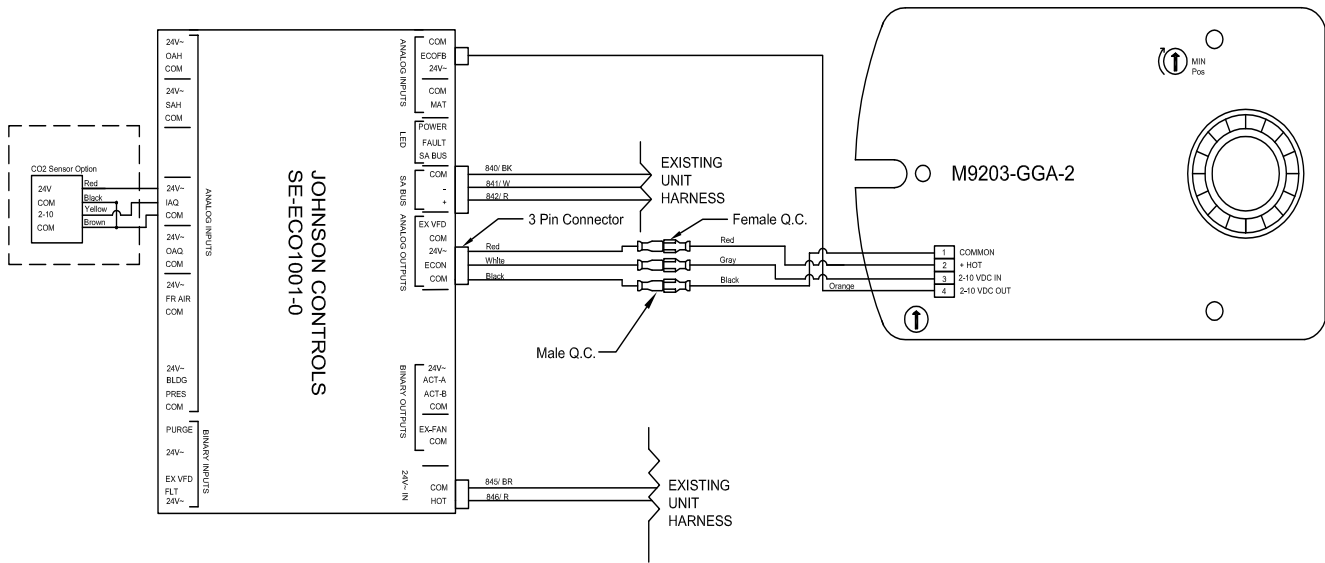 CO2 Sensor Option
24V
COM
2-10
COM
Red
Black
Yellow
Brown
24V~
OAH
COM
24V~
SAH
COM
24V~
IAQ
COM
24V~
OAQ
COM
24V~
FR AIR
COM
24V~
BLDG
PRES
COM
PURGE
24V~
EX VFD
FLT
24V~
ANALOG INPUTS
BINARY INPUTS
JOHNSON CONTROLS
SE-ECO1001-0
ANALOG INPUTS
LED
SA BUS
ANALOG OUTPUTS
BINARY OUTPUTS
24V~ IN
COM
ECOFB
24V~
COM
MAT
POWER
FAULT
SA BUS
COM
-
+
EX VFD
COM
24V~
ECON
COM
24V~
ACT-A
ACT-B
COM
EX-FAN
COM
COM
HOT
840/ BK
841/ W
842/ R
EXISTING
UNIT
HARNESS
3 Pin Connector
Female Q.C.
Red
White
Black
Red
Gray
Black
Orange
Male Q.C.
845/ BR
846/ R
EXISTING
UNIT
HARNESS
MIN
Pos
M9203-GGA-2
1 COMMON
2 + HOT
3 2-10 VDC IN
4 2-10 VDC OUT